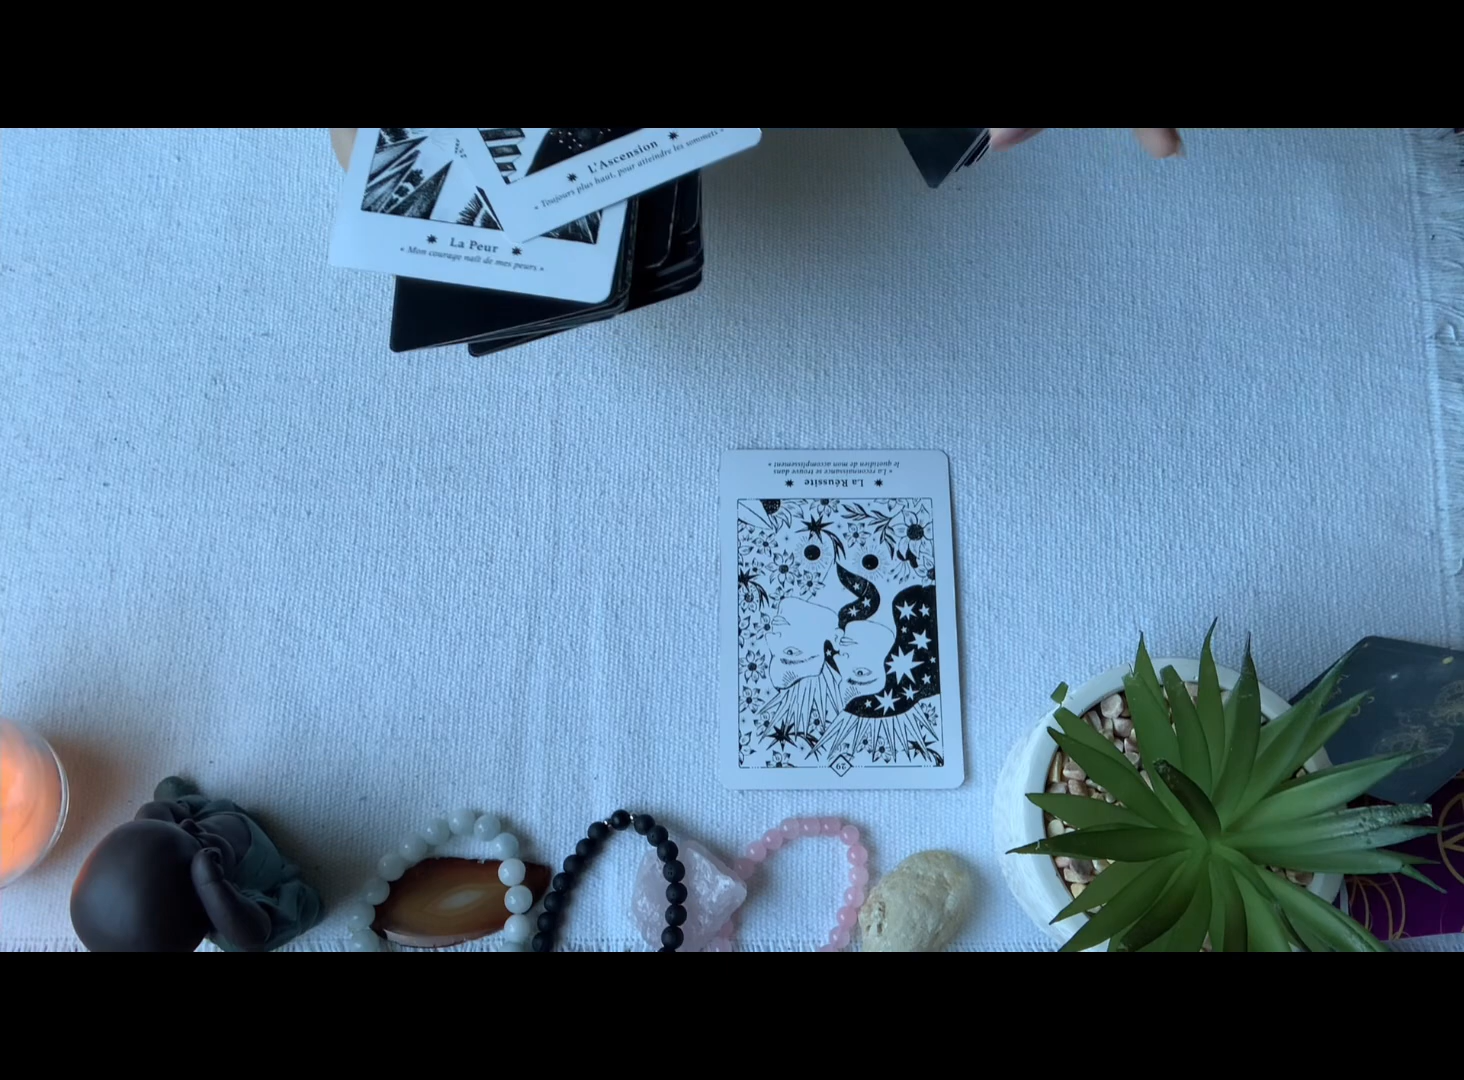 L'Ascension
« Toujours plus haut, pour atteindre les sommets »
La Peur
« Mon courage naît de mes peurs »
La Réussite
« La reconnaissance se trouve dans
le quotidien de mon accomplissement »
29